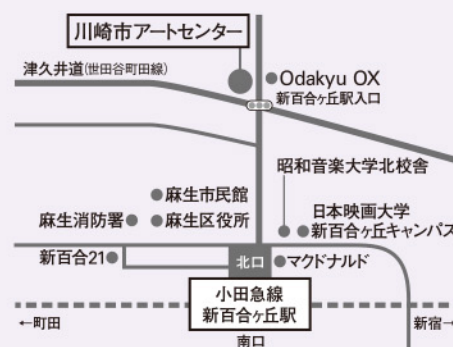 川崎市アートセンター
津久井道(世田谷町田線)
Odakyu OX
新百合ヶ丘駅入口
昭和音楽大学北校舎
麻生市民館
日本映画大学
麻生消防署
麻生区役所
新百合ヶ丘キャンパス
新百合21
北口
マクドナルド
小田急線
新百合ヶ丘駅
←町田
新宿→
南口